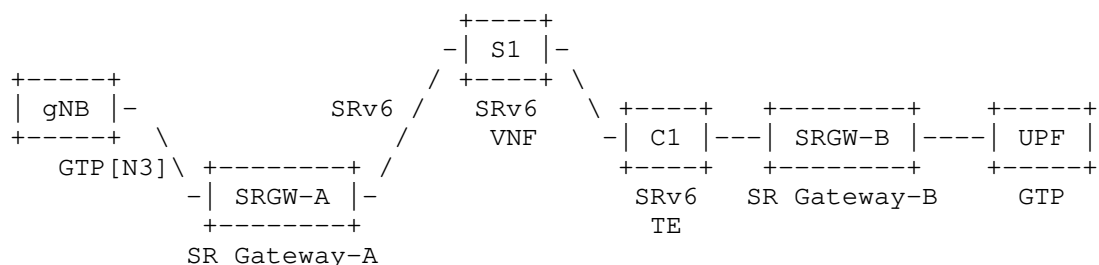 S1
gNB
SRv6
SRv6
VNF
C1
SRGW-B
UPF
GTP[N3]
SRGW-A
SRv6
TE
SR Gateway-B
GTP
SR Gateway-A